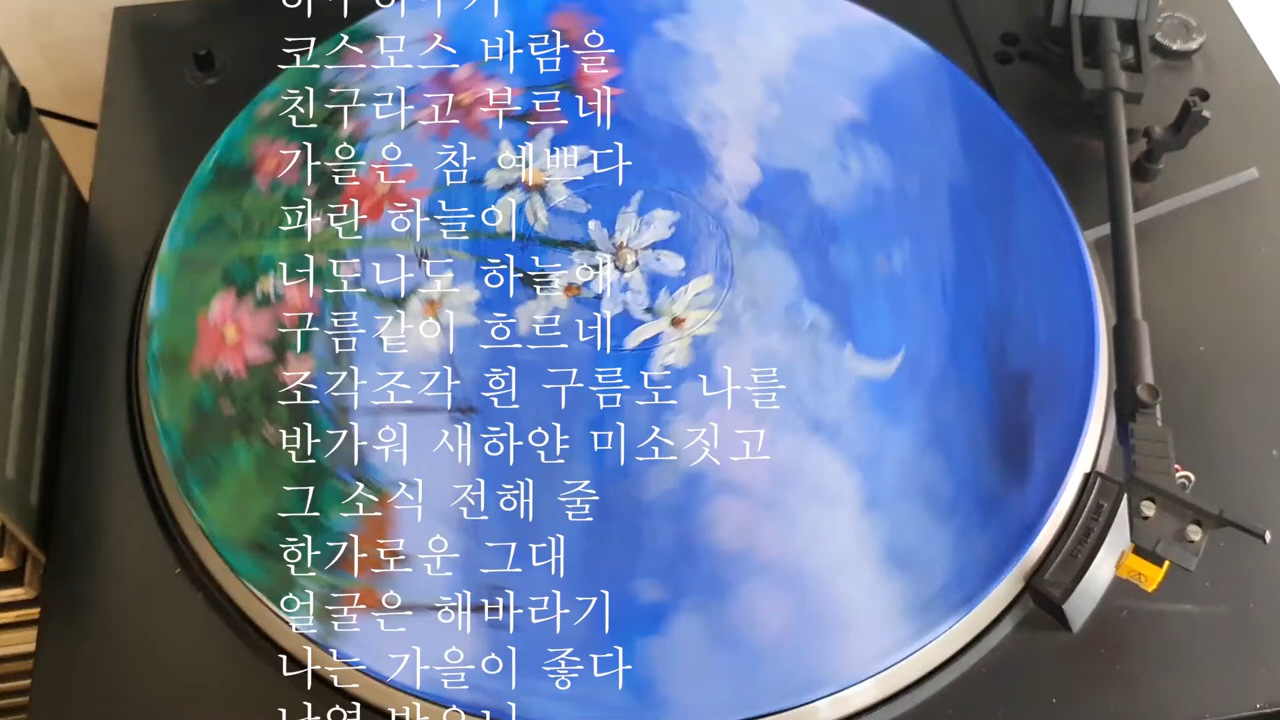 코스모스 바람을
친구라고 부르네
가을은 참 예쁘다
파란 하늘이
너도나도 하늘에
구름같이 흐르네
조각조각 흰 구름도 나를
반가워 새하얀 미소짓고
그 소식 전해 줄
한가로운 그대
얼굴은 해바라기
나는 가을이 좋다